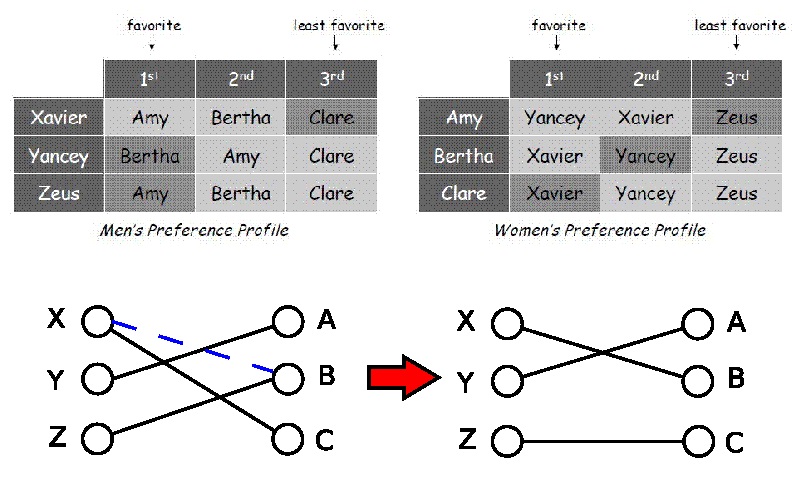 favorite least favorite favorite least favorite
1st 2nd 3rd 1st 2nd 3rd
Xavier Amy Bertha Clare Amy Yancey Xavier Zeus
Yancey Bertha Amy Clare Bertha Xavier Yancey Zeus
Zeus Amy Bertha Clare Clare Xavier Yancey Zeus
Men's Preference Profile Women's Preference Profile
X A X A
Y B Y B
Z C Z C